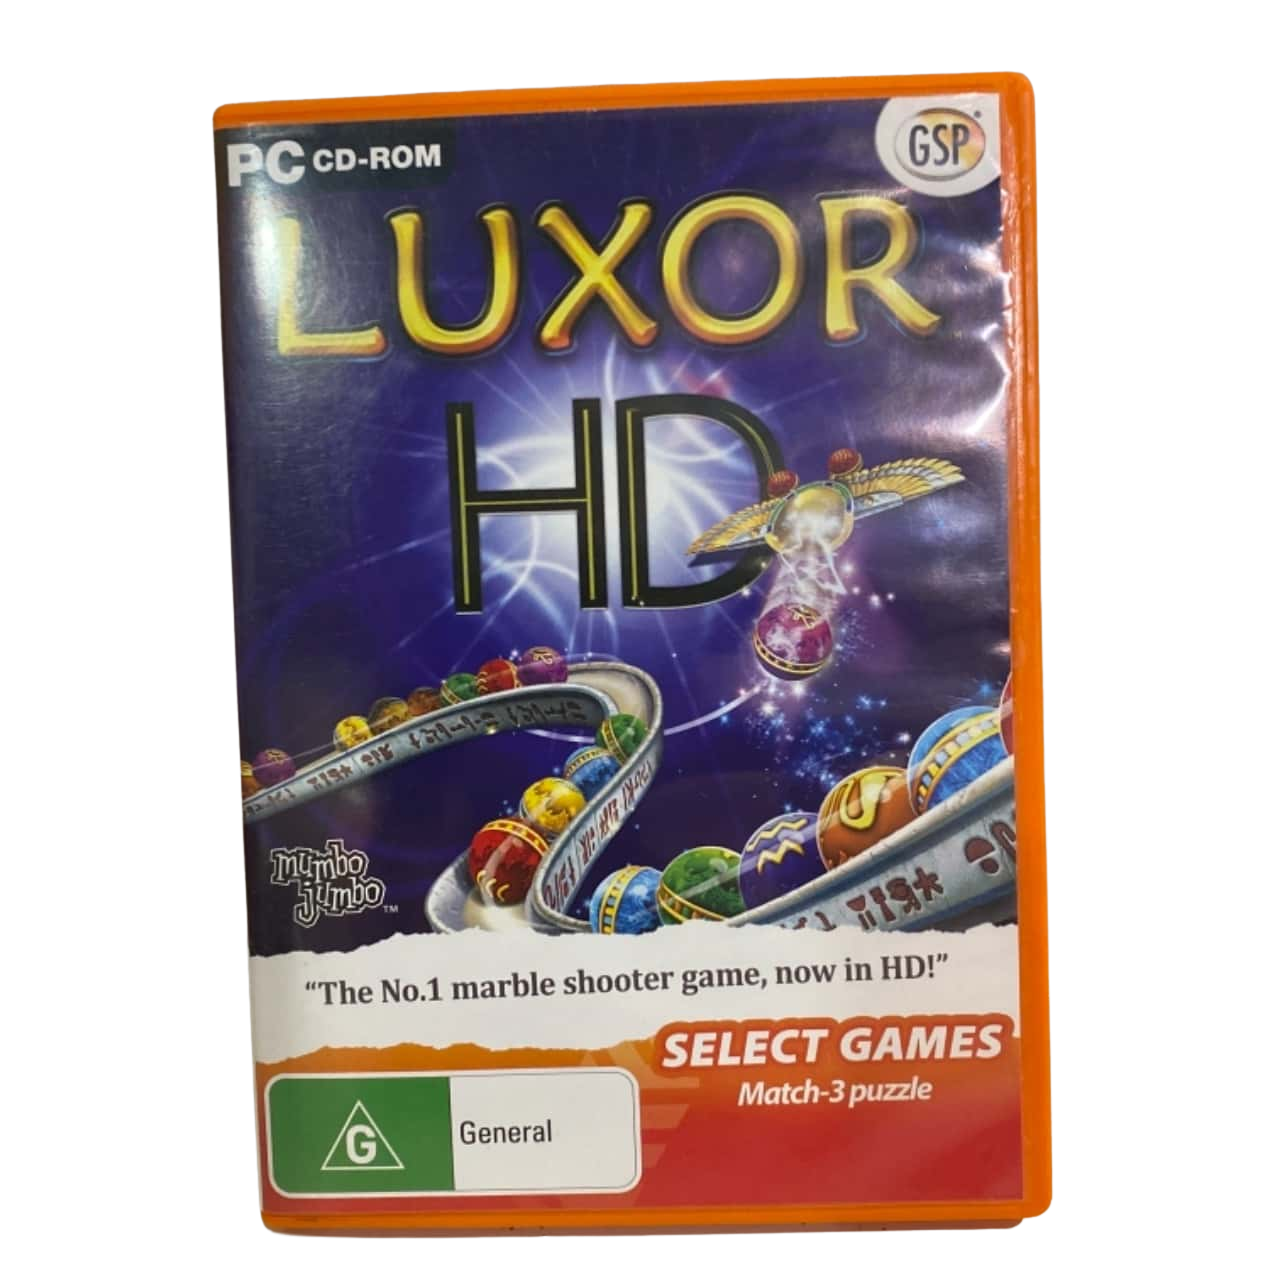 PC CD-ROM
GSP
LUXOR
HD
mumbo
jumbo™
“The No.1 marble shooter game, now in HD!”
SELECT GAMES
Match-3 puzzle
G
General